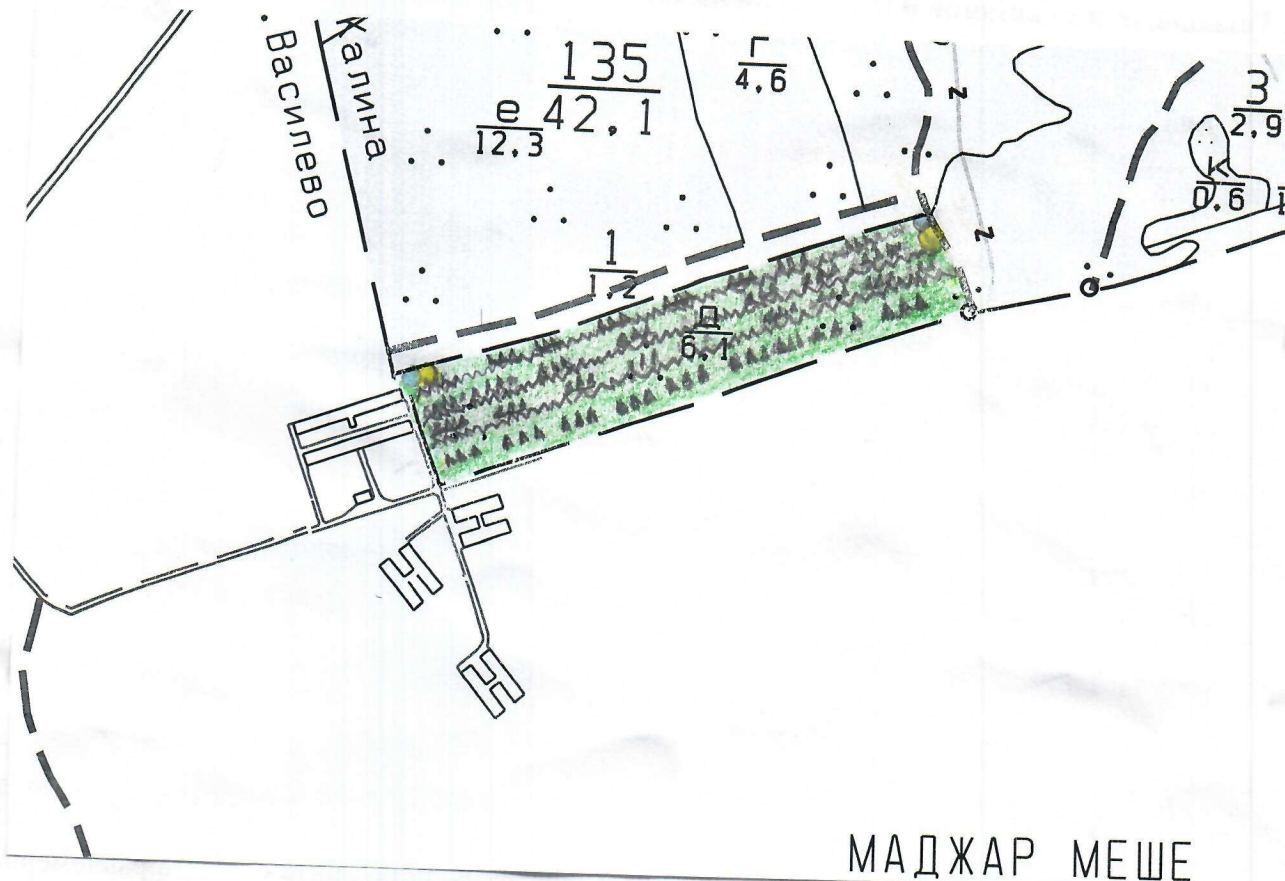 Калина
Василево
135
42,1
е
12,3
г
4,6
З
2,9
к
0,6
1
1,2
д
6,1
z
z
МАДЖАР МЕШЕ